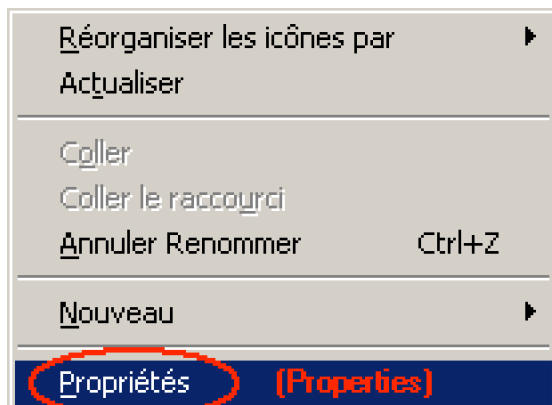 Réorganiser les icônes par
Actualiser
Coller
Coller le raccourci
Annuler Renommer Ctrl+Z
Nouveau
Propriétés (Properties)